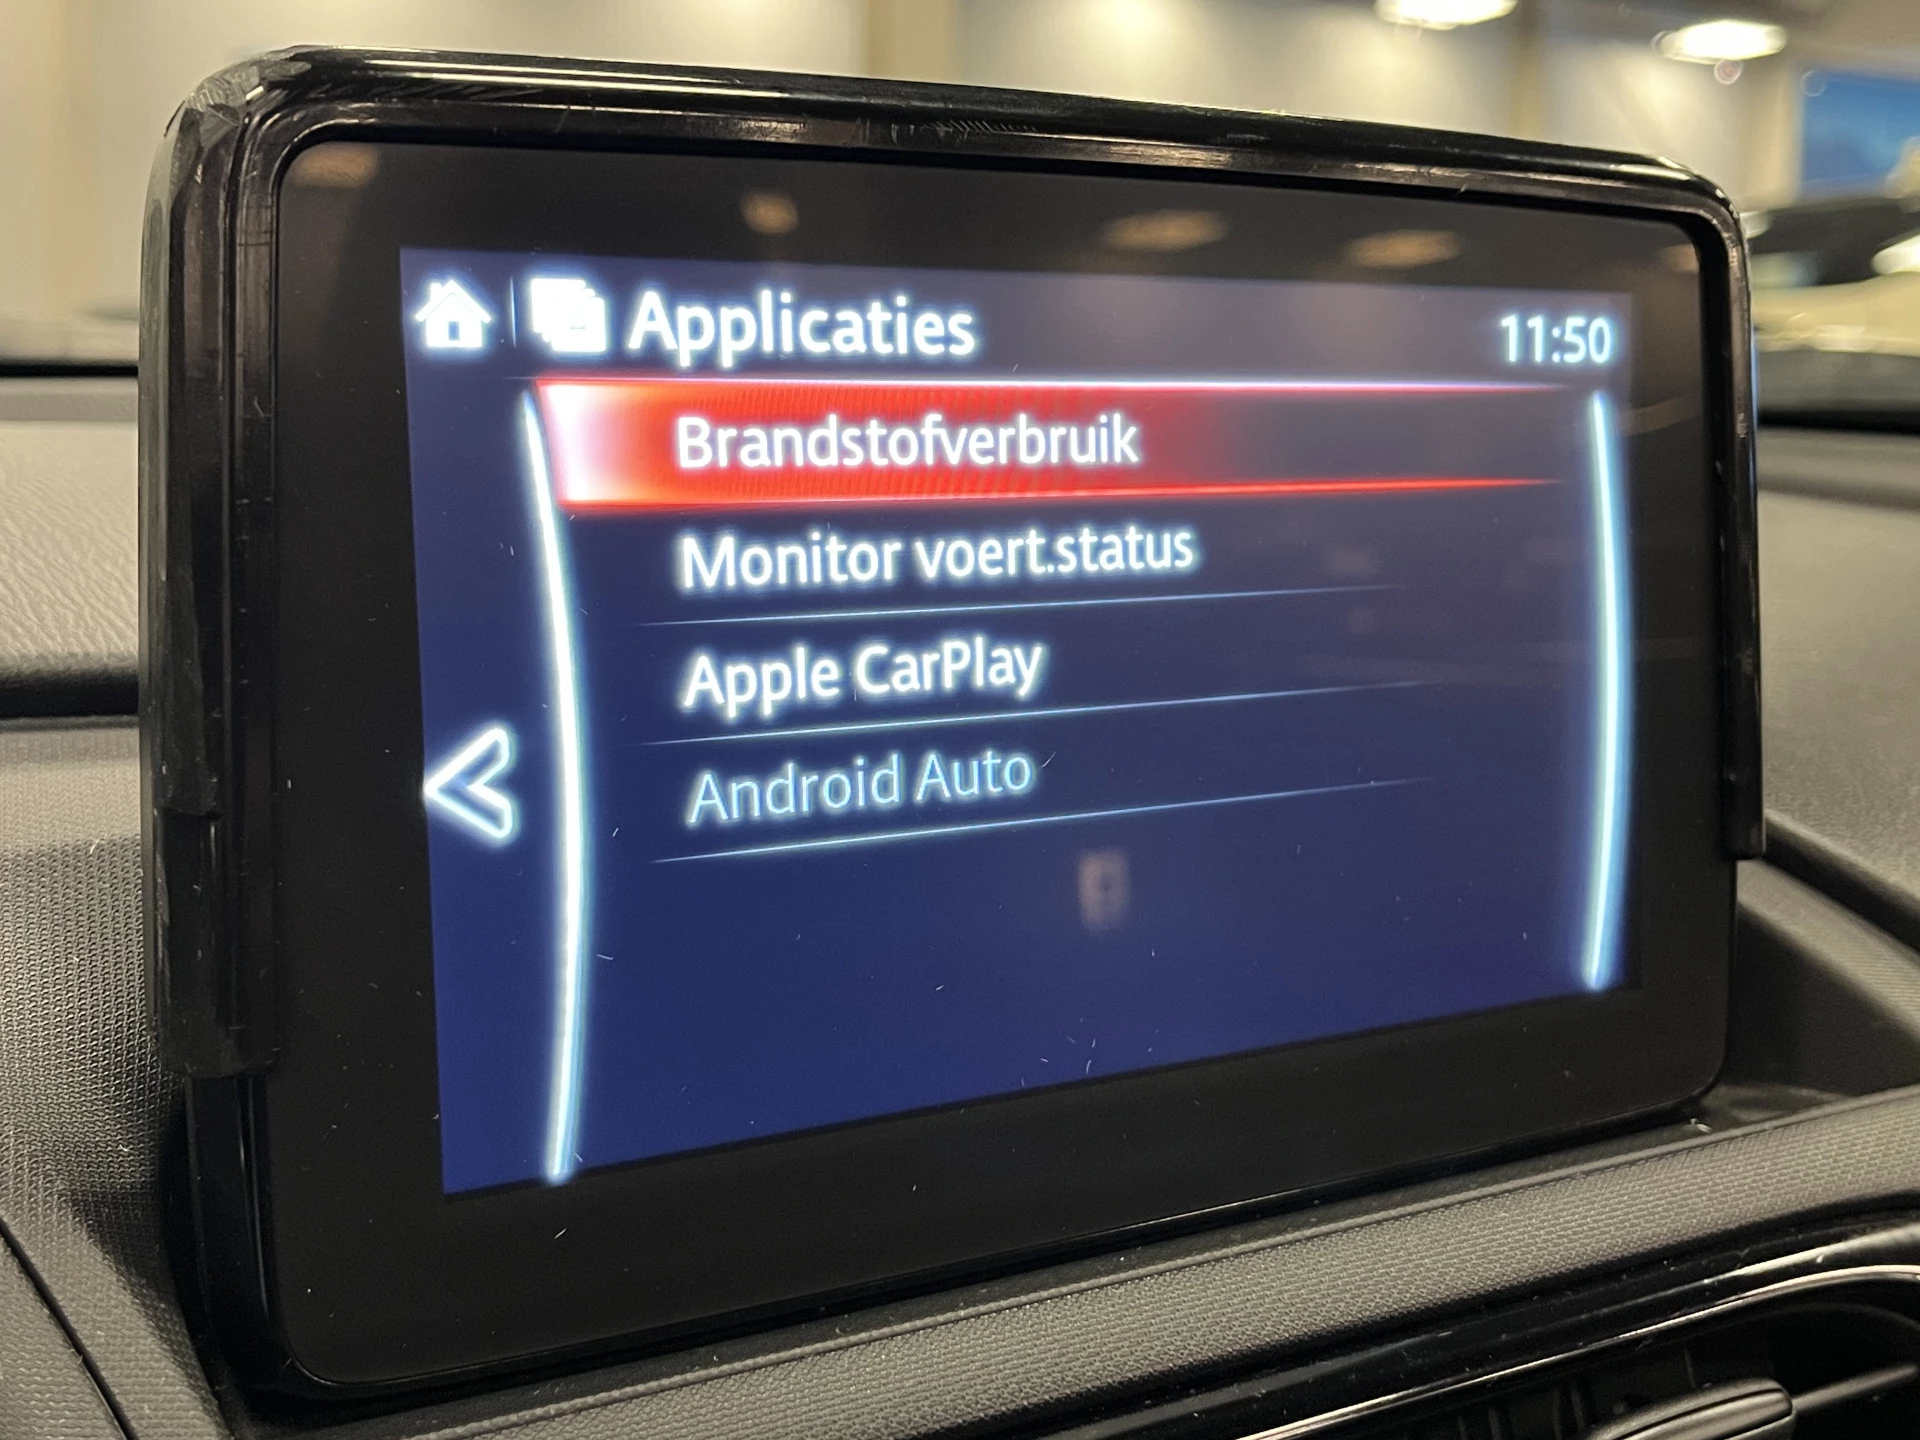 Applicaties
11:50
Brandstofverbruik
Monitor voert.status
Apple CarPlay
Android Auto